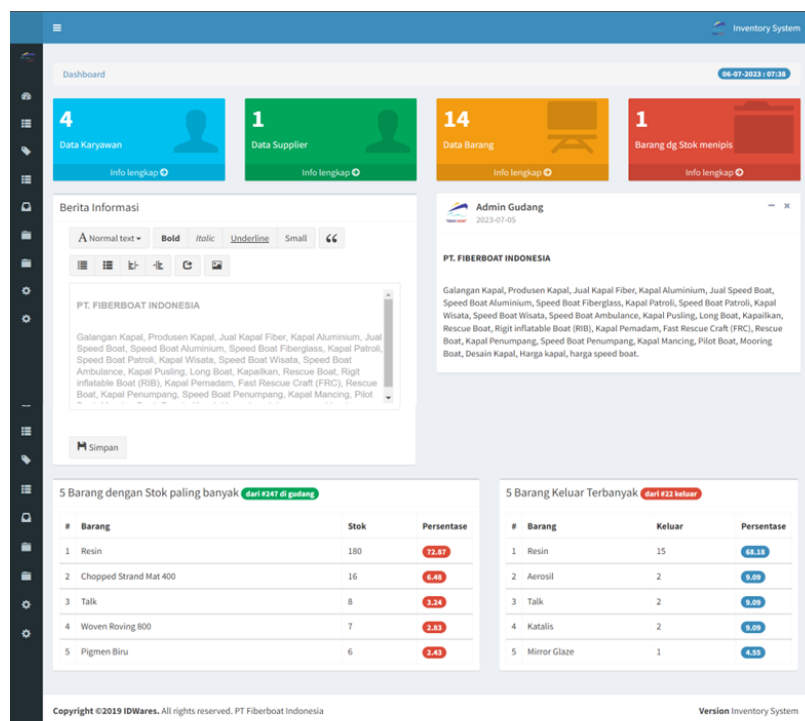 Inventory System
Dashboard
06-07-2023 : 07:38
4
Data Karyawan
Info lengkap
1
Data Supplier
Info lengkap
14
Data Barang
Info lengkap
1
Barang dg Stok menipis
Info lengkap
Berita Informasi
A Normal text
Bold
Italic
Underline
Small
PT. FIBERBOAT INDONESIA
Galangan Kapal, Produsen Kapal, Jual Kapal Fiber, Kapal Aluminium, Jual
Speed Boat, Speed Boat Aluminium, Speed Boat Fiberglass, Kapal Patroli,
Speed Boat Patroli, Kapal Wisata, Speed Boat Wisata, Speed Boat
Ambulance, Kapal Pusling, Long Boat, Kapailkan, Rescue Boat, Rigit
inflatable Boat (RIB), Kapal Pemadam, Fast Rescue Craft (FRC), Rescue
Boat, Kapal Penumpang, Speed Boat Penumpang, Kapal Mancing, Pilot
Simpan
Admin Gudang
2023-07-05
PT. FIBERBOAT INDONESIA
Galangan Kapal, Produsen Kapal, Jual Kapal Fiber, Kapal Aluminium, Jual Speed Boat,
Speed Boat Aluminium, Speed Boat Fiberglass, Kapal Patroli, Speed Boat Patroli, Kapal
Wisata, Speed Boat Wisata, Speed Boat Ambulance, Kapal Pusling, Long Boat, Kapailkan,
Rescue Boat, Rigit inflatable Boat (RIB), Kapal Pemadam, Fast Rescue Craft (FRC), Rescue
Boat, Kapal Penumpang, Speed Boat Penumpang, Kapal Mancing, Pilot Boat, Mooring
Boat, Desain Kapal, Harga kapal, harga speed boat.
5 Barang dengan Stok paling banyak dari #247 di gudang
# Barang Stok Persentase
1 Resin 180 72.87
2 Chopped Strand Mat 400 16 6.48
3 Talk 8 3.24
4 Woven Roving 800 7 2.83
5 Pigmen Biru 6 2.43
5 Barang Keluar Terbanyak dari #22 keluar
# Barang Keluar Persentase
1 Resin 15 68.18
2 Aerosil 2 9.09
3 Talk 2 9.09
4 Katalis 2 9.09
5 Mirror Glaze 1 4.55
Copyright ©2019 IDWares. All rights reserved. PT Fiberboat Indonesia
Version Inventory System